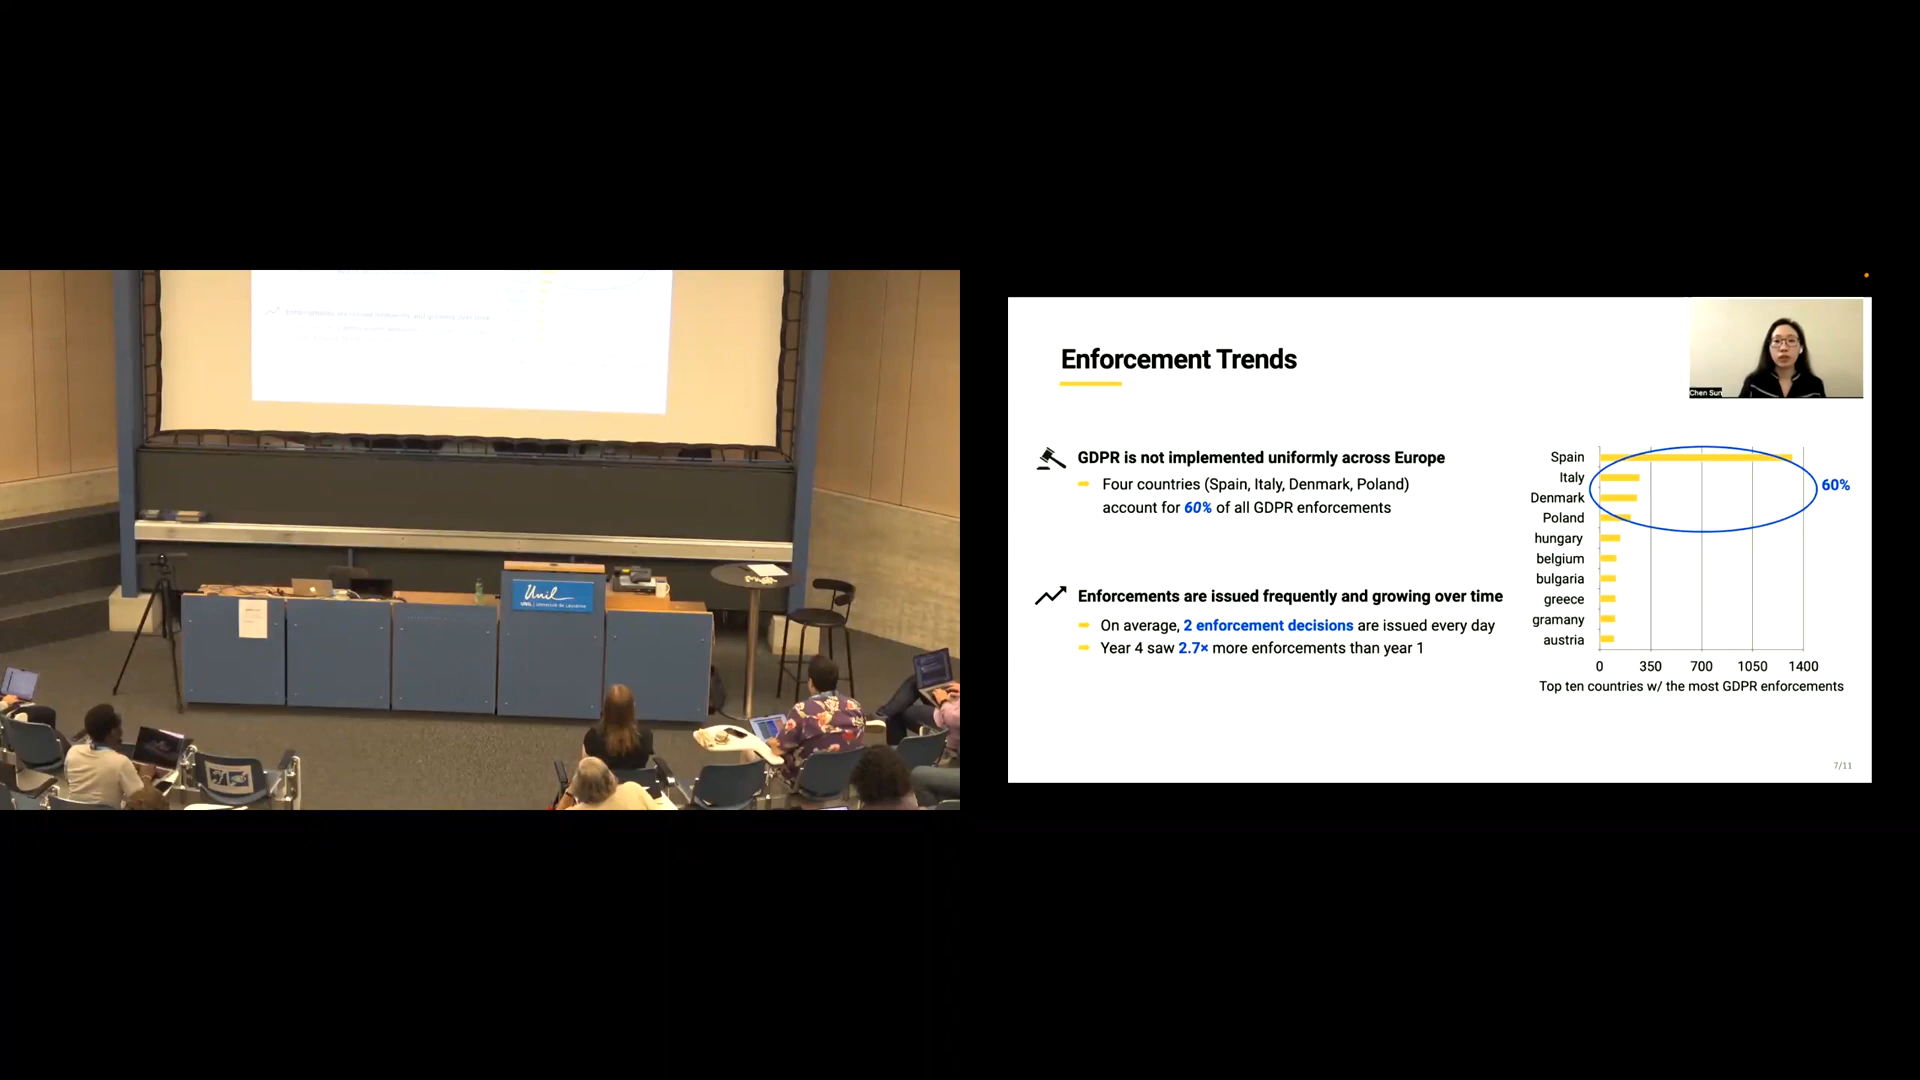 Unil
UNIL | Université de Lausanne
Enforcement Trends
Chen Sun
GDPR is not implemented uniformly across Europe
Four countries (Spain, Italy, Denmark, Poland)
account for 60% of all GDPR enforcements
Enforcements are issued frequently and growing over time
On average, 2 enforcement decisions are issued every day
Year 4 saw 2.7× more enforcements than year 1
Spain
Italy
Denmark
Poland
hungary
belgium
bulgaria
greece
gramany
austria
60%
0 350 700 1050 1400
Top ten countries w/ the most GDPR enforcements
7/11